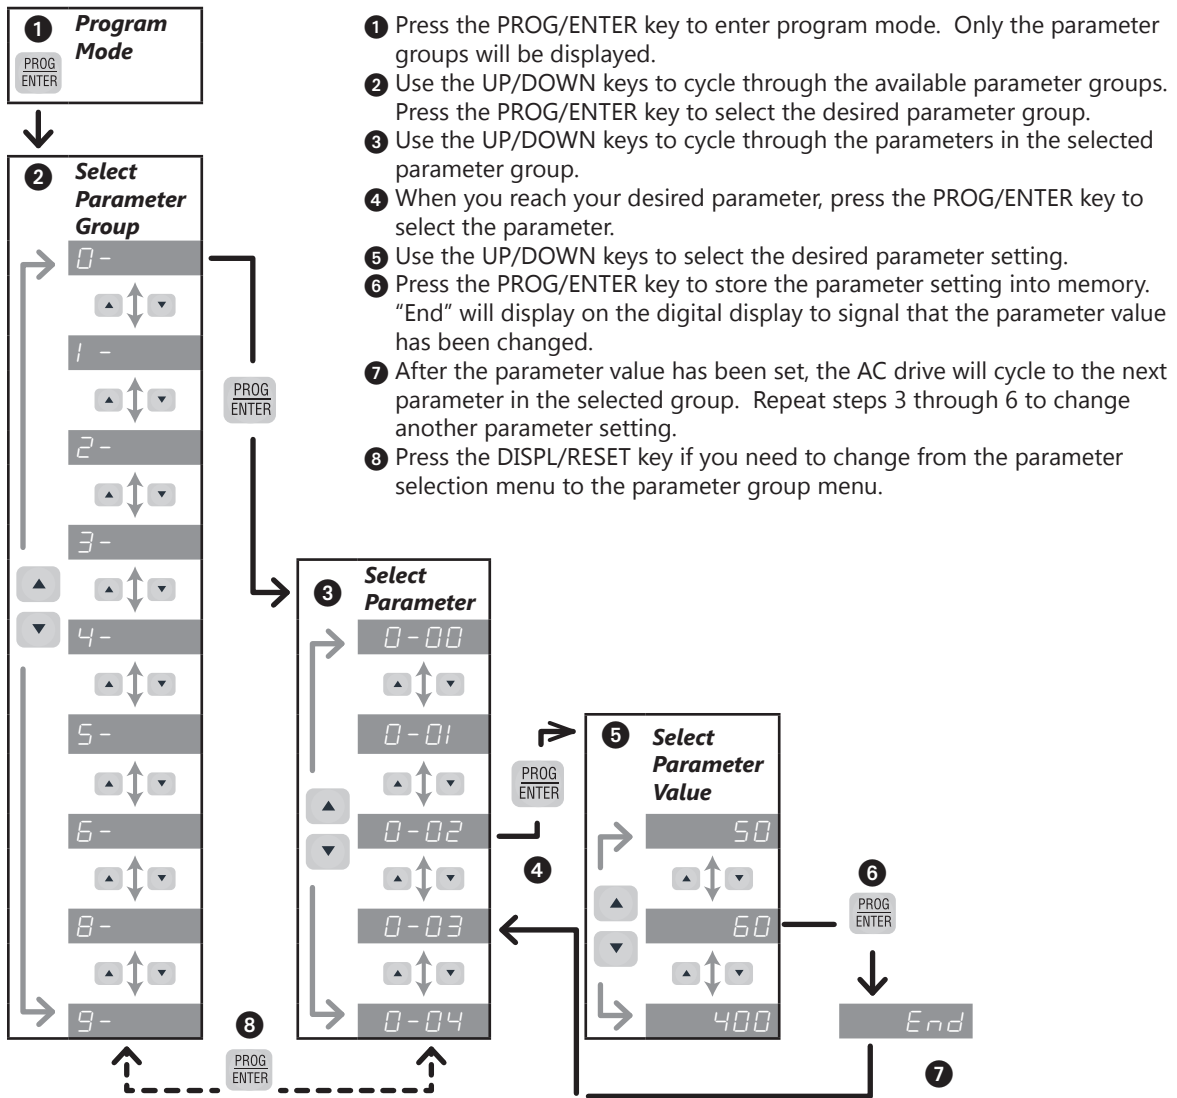 ❶ Program
Mode
PROG
ENTER
❶ Press the PROG/ENTER key to enter program mode.  Only the parameter
groups will be displayed.
❷ Use the UP/DOWN keys to cycle through the available parameter groups.
Press the PROG/ENTER key to select the desired parameter group.
❸ Use the UP/DOWN keys to cycle through the parameters in the selected
parameter group.
❹ When you reach your desired parameter, press the PROG/ENTER key to
select the parameter.
❺ Use the UP/DOWN keys to select the desired parameter setting.
❻ Press the PROG/ENTER key to store the parameter setting into memory.
“End” will display on the digital display to signal that the parameter value
has been changed.
❼ After the parameter value has been set, the AC drive will cycle to the next
parameter in the selected group.  Repeat steps 3 through 6 to change
another parameter setting.
❽ Press the DISPL/RESET key if you need to change from the parameter
selection menu to the parameter group menu.
❷ Select
Parameter
Group
0-
1-
2-
3-
4-
5-
6-
8-
9-
PROG
ENTER
❸ Select
Parameter
0-00
0-01
0-02
0-03
0-04
PROG
ENTER
❹
❺ Select
Parameter
Value
50
60
400
❻
PROG
ENTER
End
❼
❽
PROG
ENTER